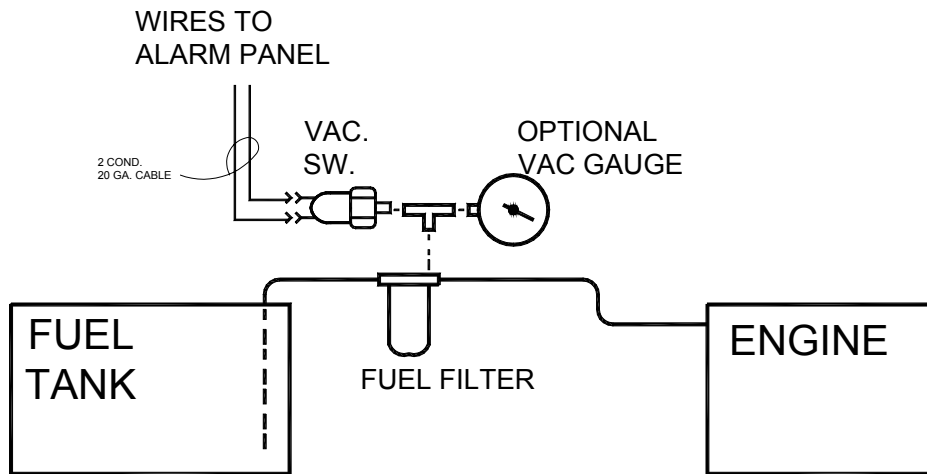 WIRES TO
ALARM PANEL
2 COND.
20 GA. CABLE
VAC.
SW.
OPTIONAL
VAC GAUGE
FUEL
TANK
FUEL FILTER
ENGINE